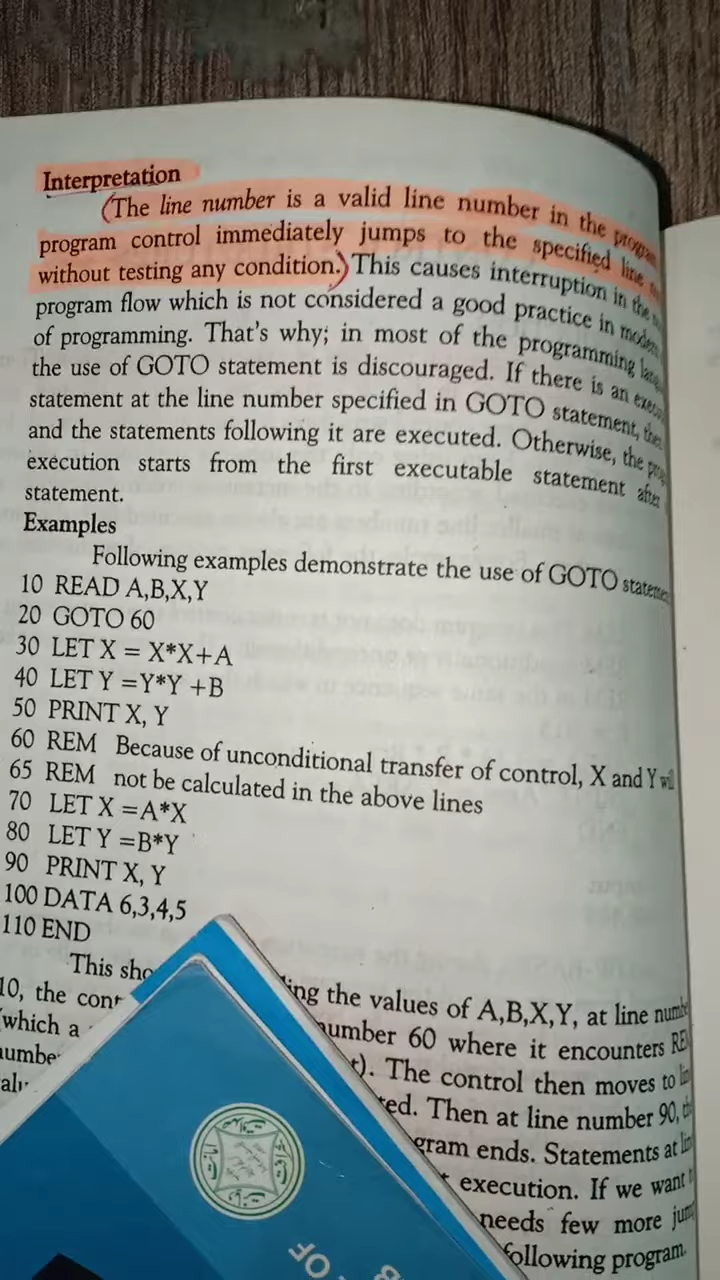 Interpretation
(The line number is a valid line number in the
program control immediately jumps to the specified line
without testing any condition.) This causes interruption in the
program flow which is not considered a good practice in modern
of programming. That's why; in most of the programming
the use of GOTO statement is discouraged. If there is an
statement at the line number specified in GOTO statement,
and the statements following it are executed. Otherwise, the
execution starts from the first executable statement after
statement.
Examples
Following examples demonstrate the use of GOTO
10 READ A,B,X,Y
20 GOTO 60
30 LET X = X*X+A
40 LET Y =Y*Y +B
50 PRINT X, Y
60 REM Because of unconditional transfer of control, X and Y will
65 REM not be calculated in the above lines
70 LET X =A*X
80 LET Y =B*Y
90 PRINT X, Y
100 DATA 6,3,4,5
110 END
This ing the values of A,B,X,Y, at line
10, the number 60 where it encounters
(which a t). The control then moves to
ted. Then at line number 90,
gram ends. Statements at
execution. If we want
needs few more
following program.
OF